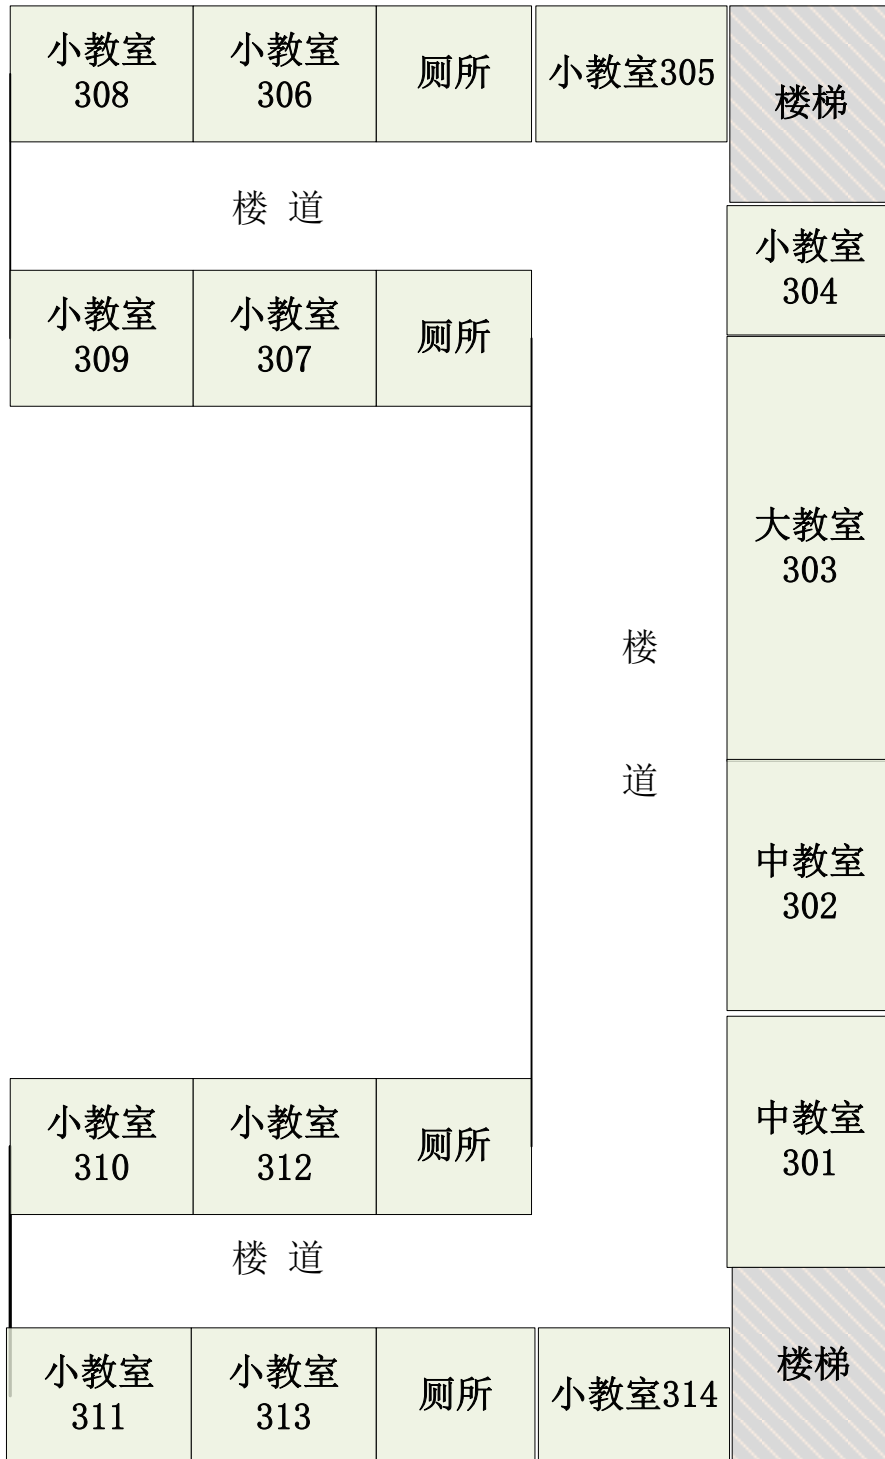 小教室
308
小教室
306
厕所
小教室305
楼梯
楼 道
小教室
304
小教室
309
小教室
307
厕所
大教室
303
楼
道
中教室
302
中教室
301
小教室
310
小教室
312
厕所
楼 道
小教室
311
小教室
313
厕所
小教室314
楼梯